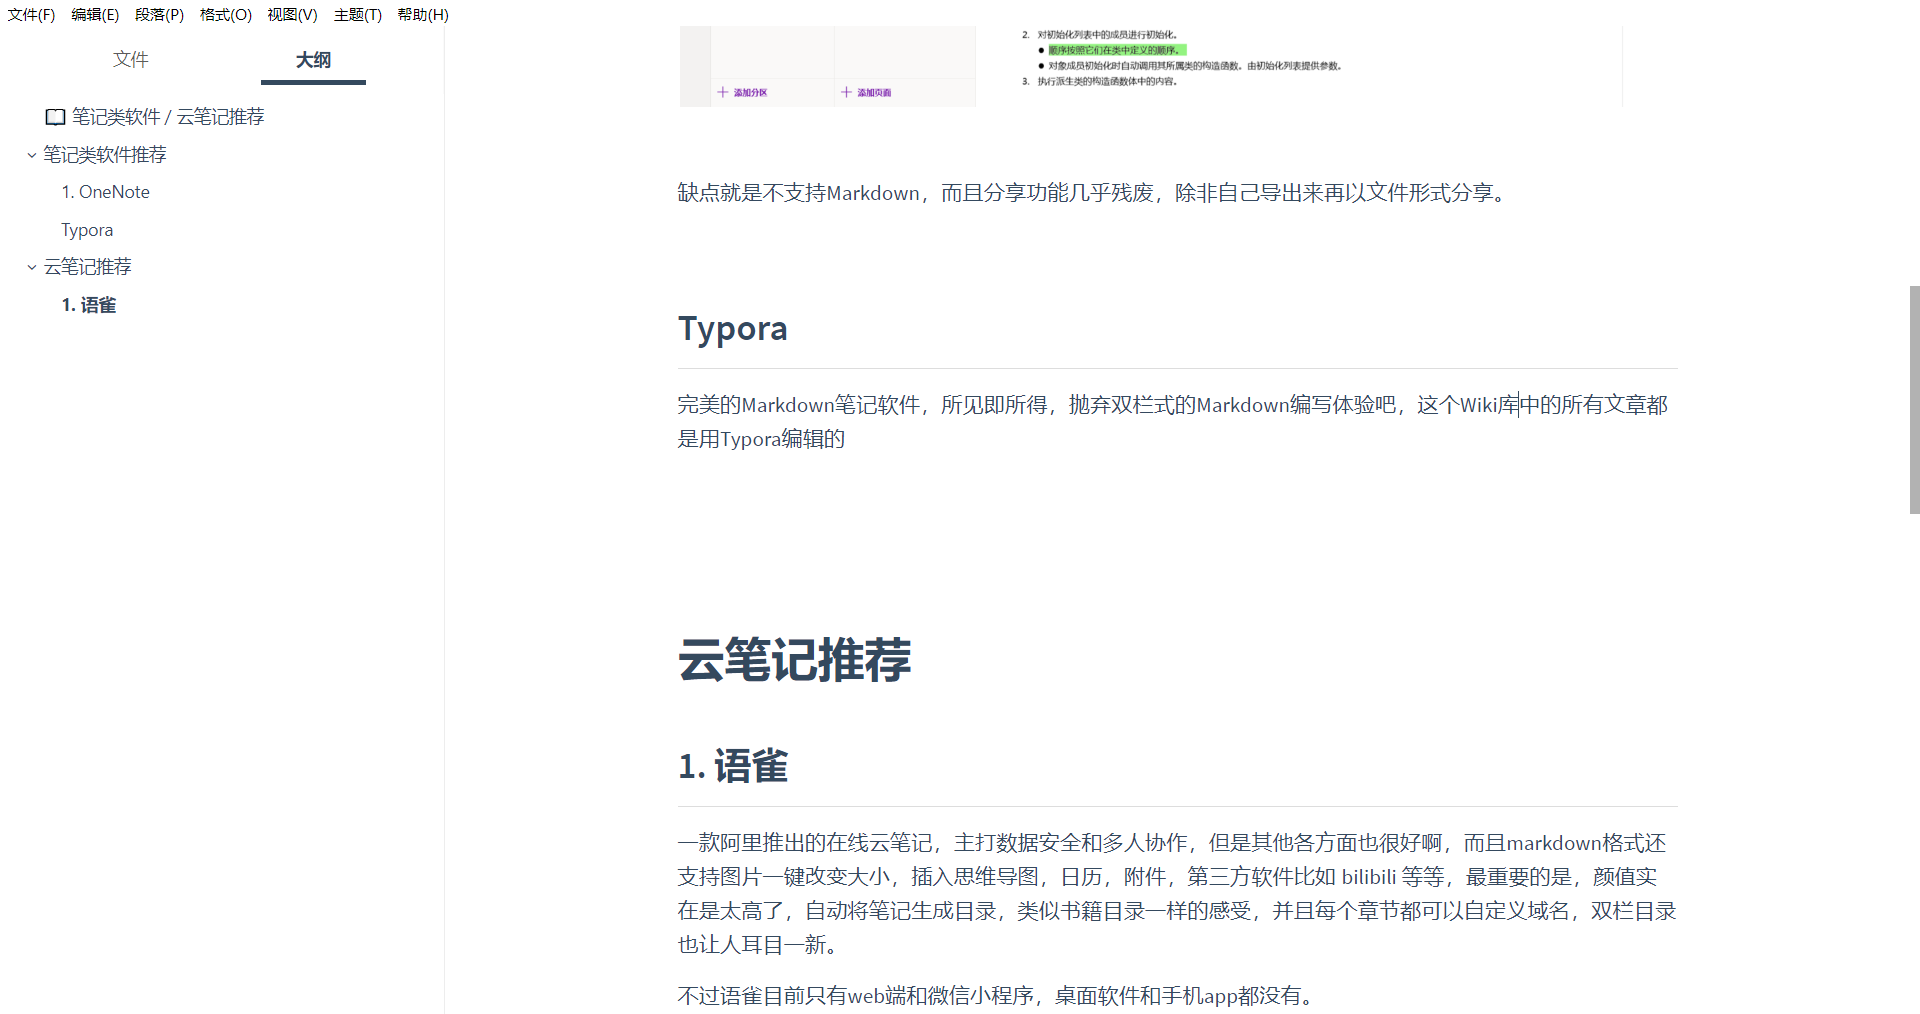 文件(F) 编辑(E) 段落(P) 格式(O) 视图(V) 主题(T) 帮助(H)
文件 大纲
笔记类软件 / 云笔记推荐
笔记类软件推荐
1. OneNote
Typora
云笔记推荐
1. 语雀
添加分区 添加页面
2. 对初始化列表中的成员进行初始化。
● 顺序按照它们在类中定义的顺序。
● 对象成员初始化时自动调用其所属类的构造函数。由初始化列表提供参数。
3. 执行派生类的构造函数体中的内容。
缺点就是不支持Markdown，而且分享功能几乎残废，除非自己导出来再以文件形式分享。
Typora
完美的Markdown笔记软件，所见即所得，抛弃双栏式的Markdown编写体验吧，这个Wiki库中的所有文章都
是用Typora编辑的
云笔记推荐
1. 语雀
一款阿里推出的在线云笔记，主打数据安全和多人协作，但是其他各方面也很好啊，而且markdown格式还
支持图片一键改变大小，插入思维导图，日历，附件，第三方软件比如 bilibili 等等，最重要的是，颜值实
在是太高了，自动将笔记生成目录，类似书籍目录一样的感受，并且每个章节都可以自定义域名，双栏目录
也让人耳目一新。
不过语雀目前只有web端和微信小程序，桌面软件和手机app都没有。